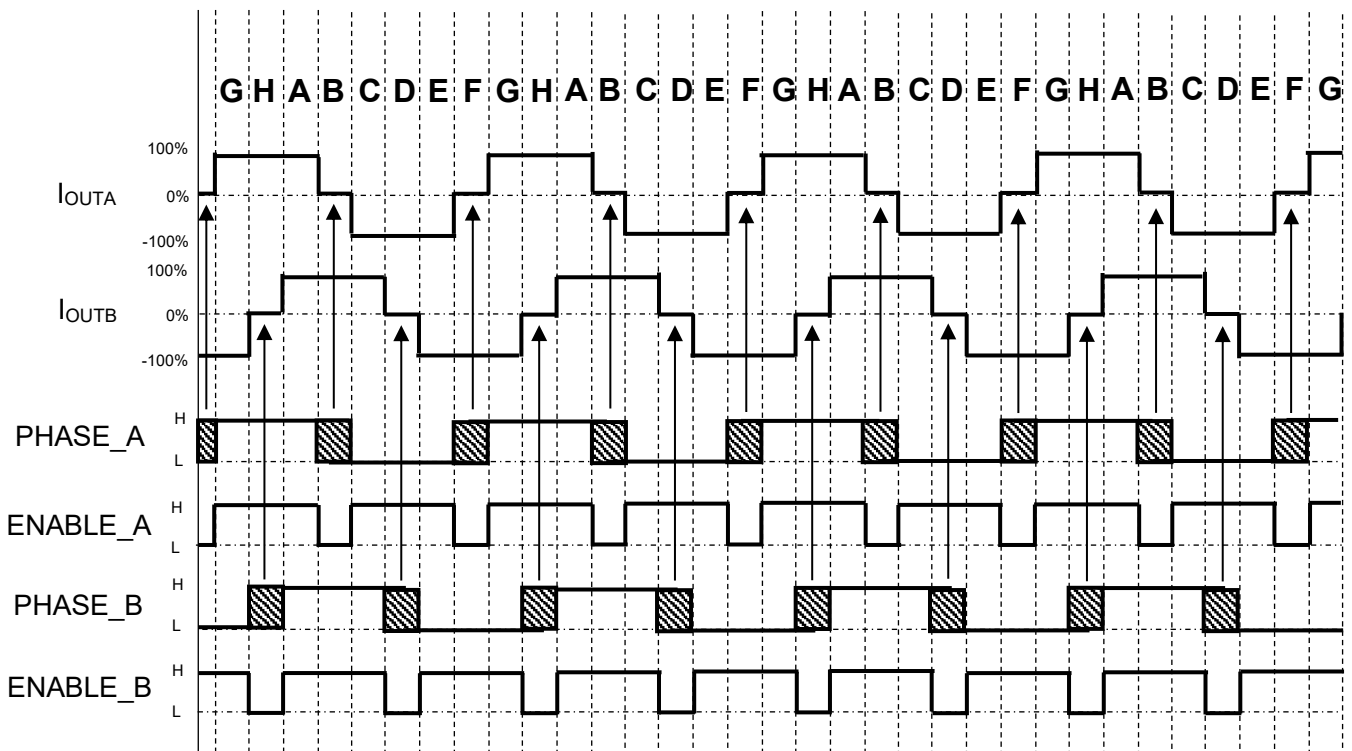 G H A B C D E F G H A B C D E F G H A B C D E F G H A B C D E F G
100%
IOUTA
0%
-100%
100%
IOUTB
0%
-100%
H
PHASE_A
L
H
ENABLE_A
L
H
PHASE_B
L
H
ENABLE_B
L